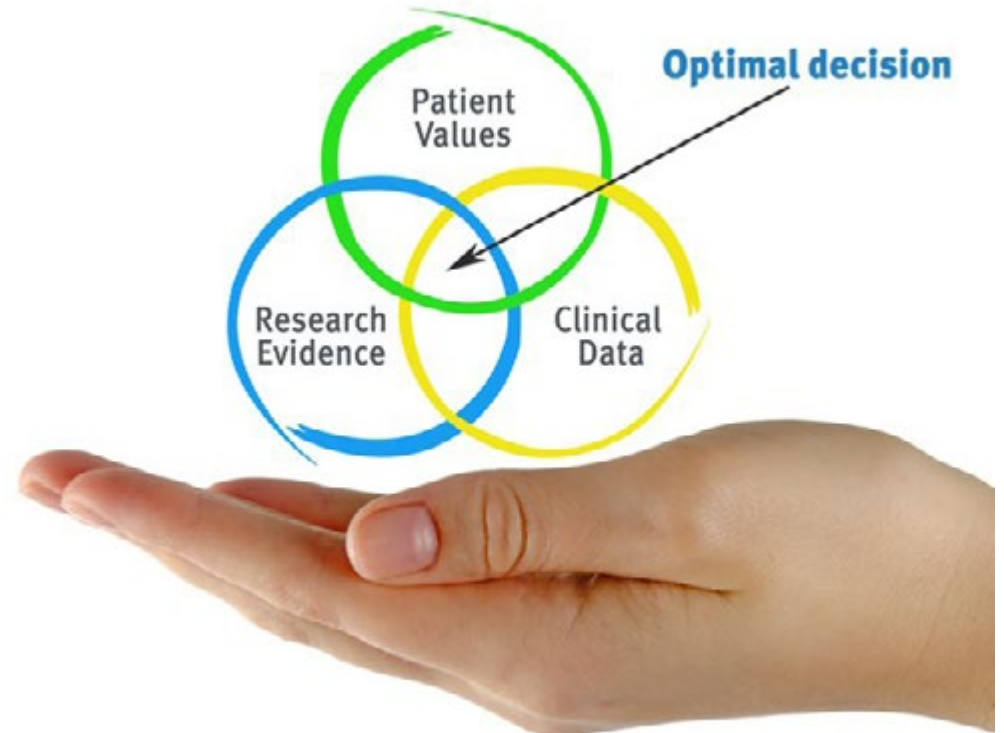 Optimal decision
Patient
Values
Research
Evidence
Clinical
Data